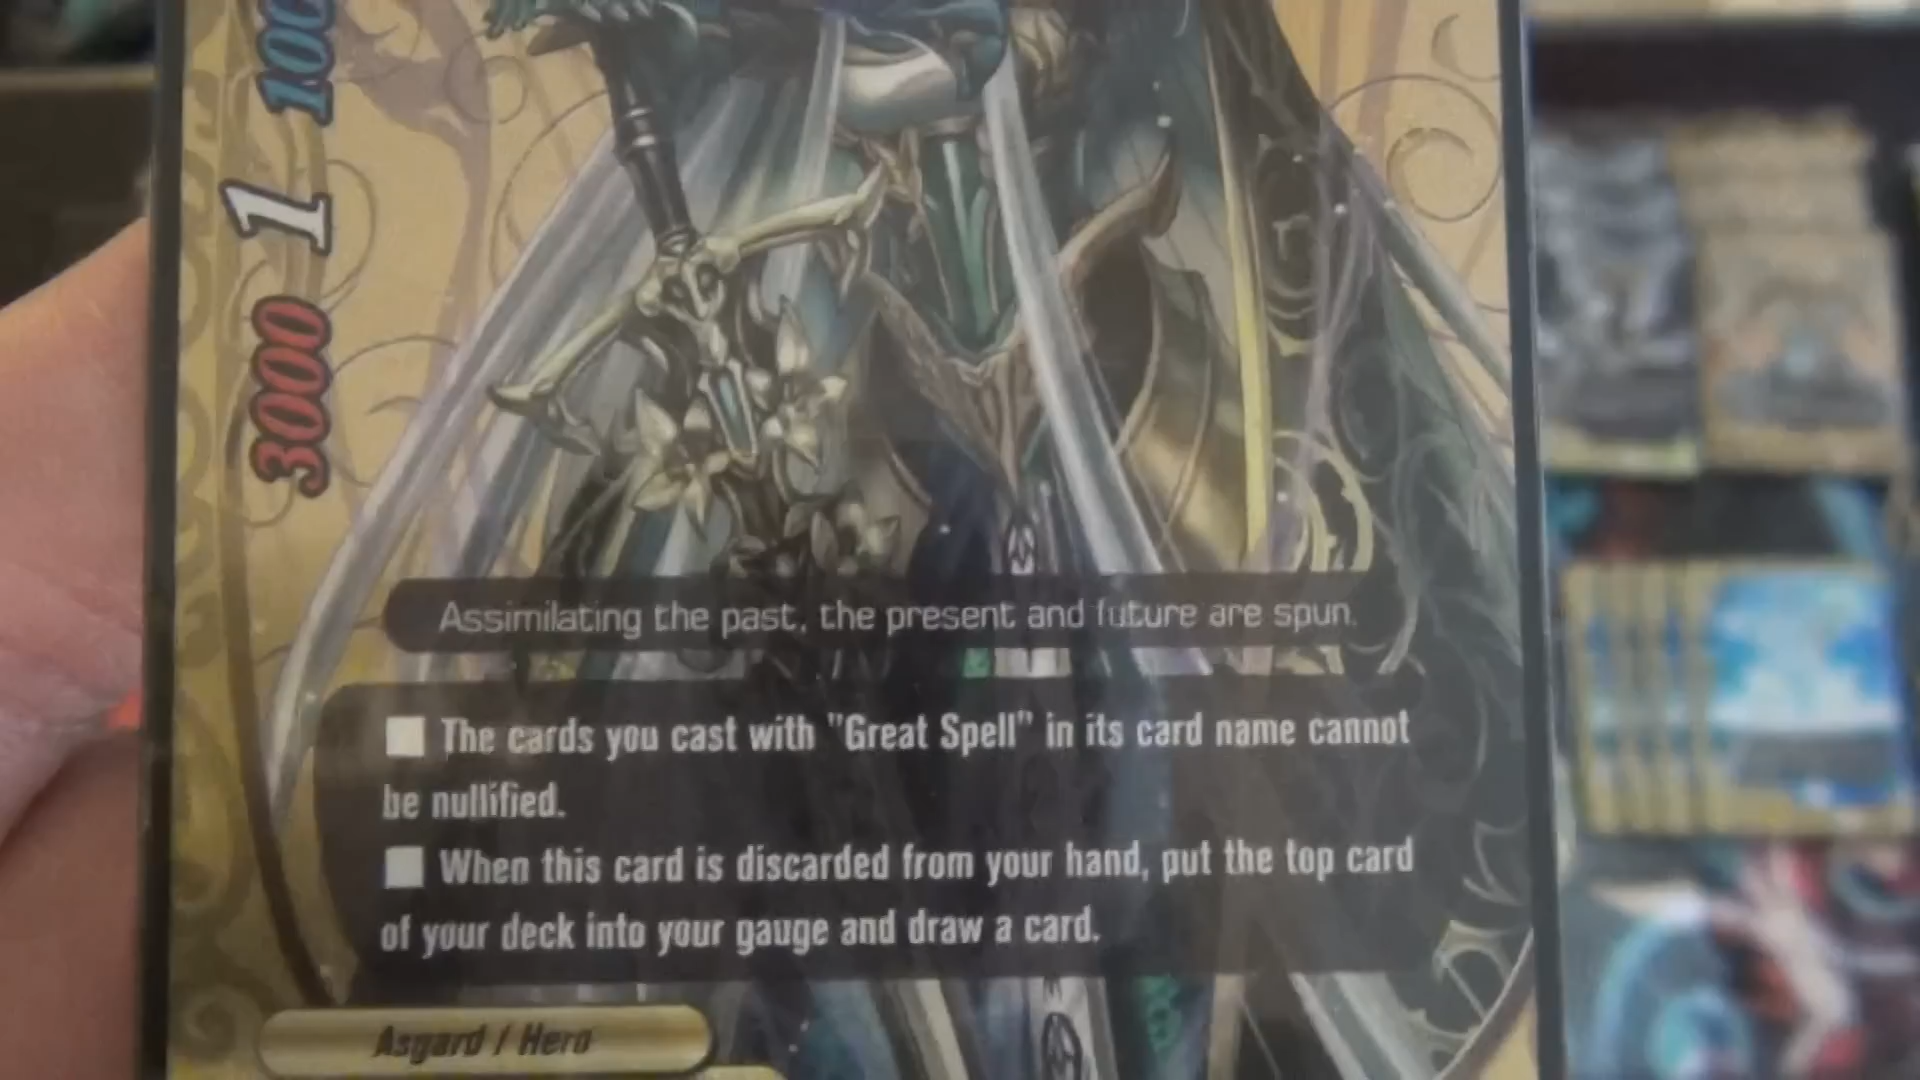 100
1
3000
Assimilating the past, the present and future are spun.
The cards you cast with "Great Spell" in its card name cannot
be nullified.
When this card is discarded from your hand, put the top card
of your deck into your gauge and draw a card.
Asgard / Hero